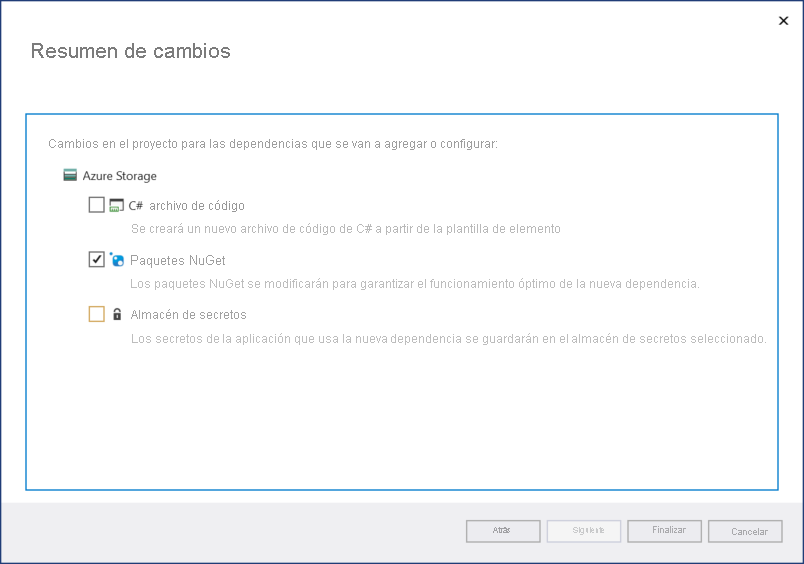 Resumen de cambios
Cambios en el proyecto para las dependencias que se van a agregar o configurar:
Azure Storage
C# archivo de código
Se creará un nuevo archivo de código de C# a partir de la plantilla de elemento
Paquetes NuGet
Los paquetes NuGet se modificarán para garantizar el funcionamiento óptimo de la nueva dependencia.
Almacén de secretos
Los secretos de la aplicación que usa la nueva dependencia se guardarán en el almacén de secretos seleccionado.
Atrás Siguiente Finalizar Cancelar